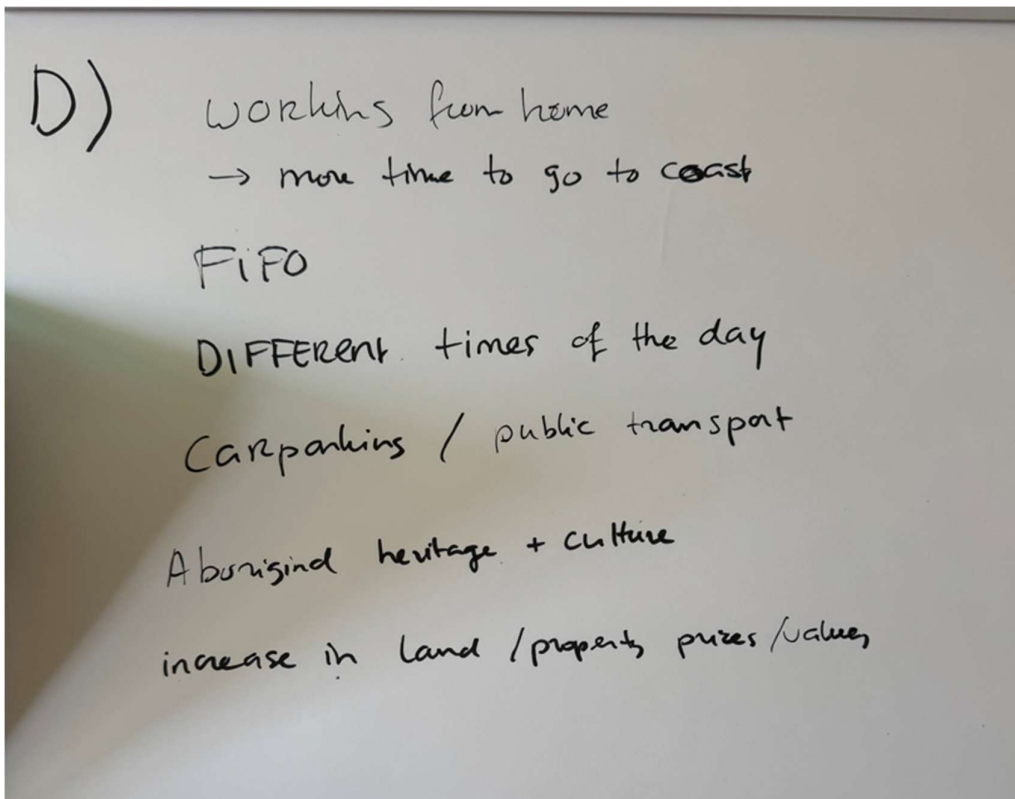 D)
working from home
→ more time to go to coast
FiFO
DIFFERENT times of the day
Carparking / public transport
Aboriginal heritage + culture
increase in land / property prices / values